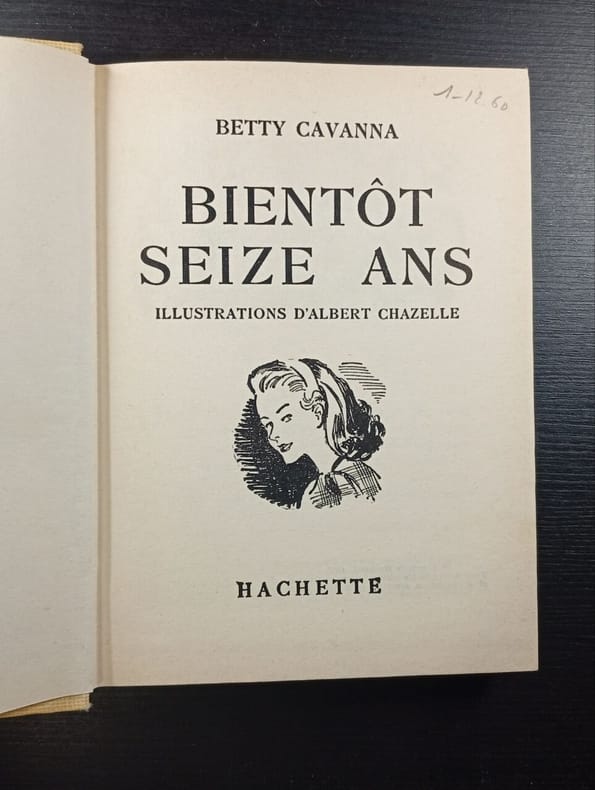 1-12.60
BETTY CAVANNA
BIENTÔT
SEIZE ANS
ILLUSTRATIONS D'ALBERT CHAZELLE
HACHETTE